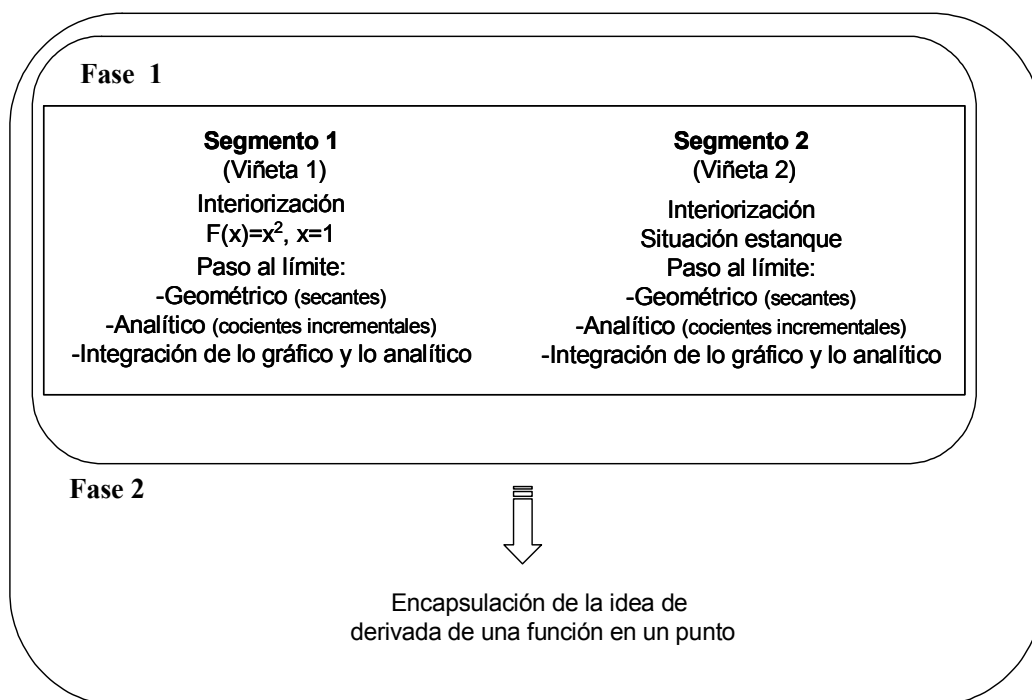 Fase 1
Segmento 1
(Viñeta 1)
Interiorización
F(x)=x², x=1
Paso al límite:
-Geométrico (secantes)
-Analítico (cocientes incrementales)
-Integración de lo gráfico y lo analítico
Segmento 2
(Viñeta 2)
Interiorización
Situación estanque
Paso al límite:
-Geométrico (secantes)
-Analítico (cocientes incrementales)
-Integración de lo gráfico y lo analítico
Fase 2
Encapsulación de la idea de
derivada de una función en un punto